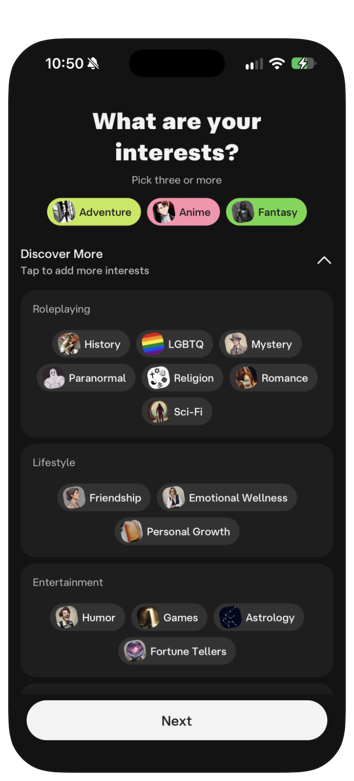 10:50
What are your
interests?
Pick three or more
Adventure
Anime
Fantasy
Discover More
Tap to add more interests
Roleplaying
History
LGBTQ
Mystery
Paranormal
Religion
Romance
Sci-Fi
Lifestyle
Friendship
Emotional Wellness
Personal Growth
Entertainment
Humor
Games
Astrology
Fortune Tellers
Next